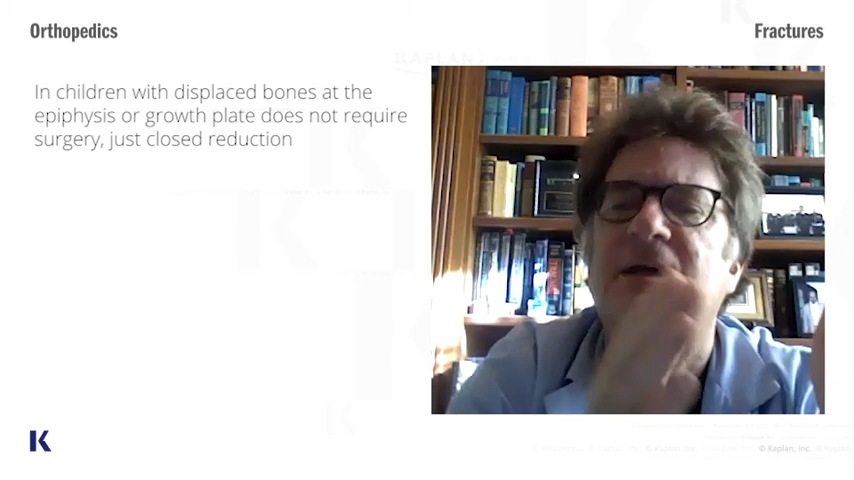 Orthopedics
Fractures
In children with displaced bones at the
epiphysis or growth plate does not require
surgery, just closed reduction
© Kaplan, Inc.